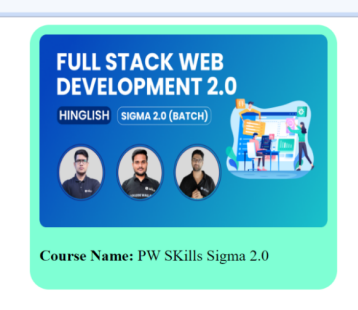 FULL STACK WEB
DEVELOPMENT 2.0
HINGLISH SIGMA 2.0 (BATCH)
Course Name: PW SKills Sigma 2.0